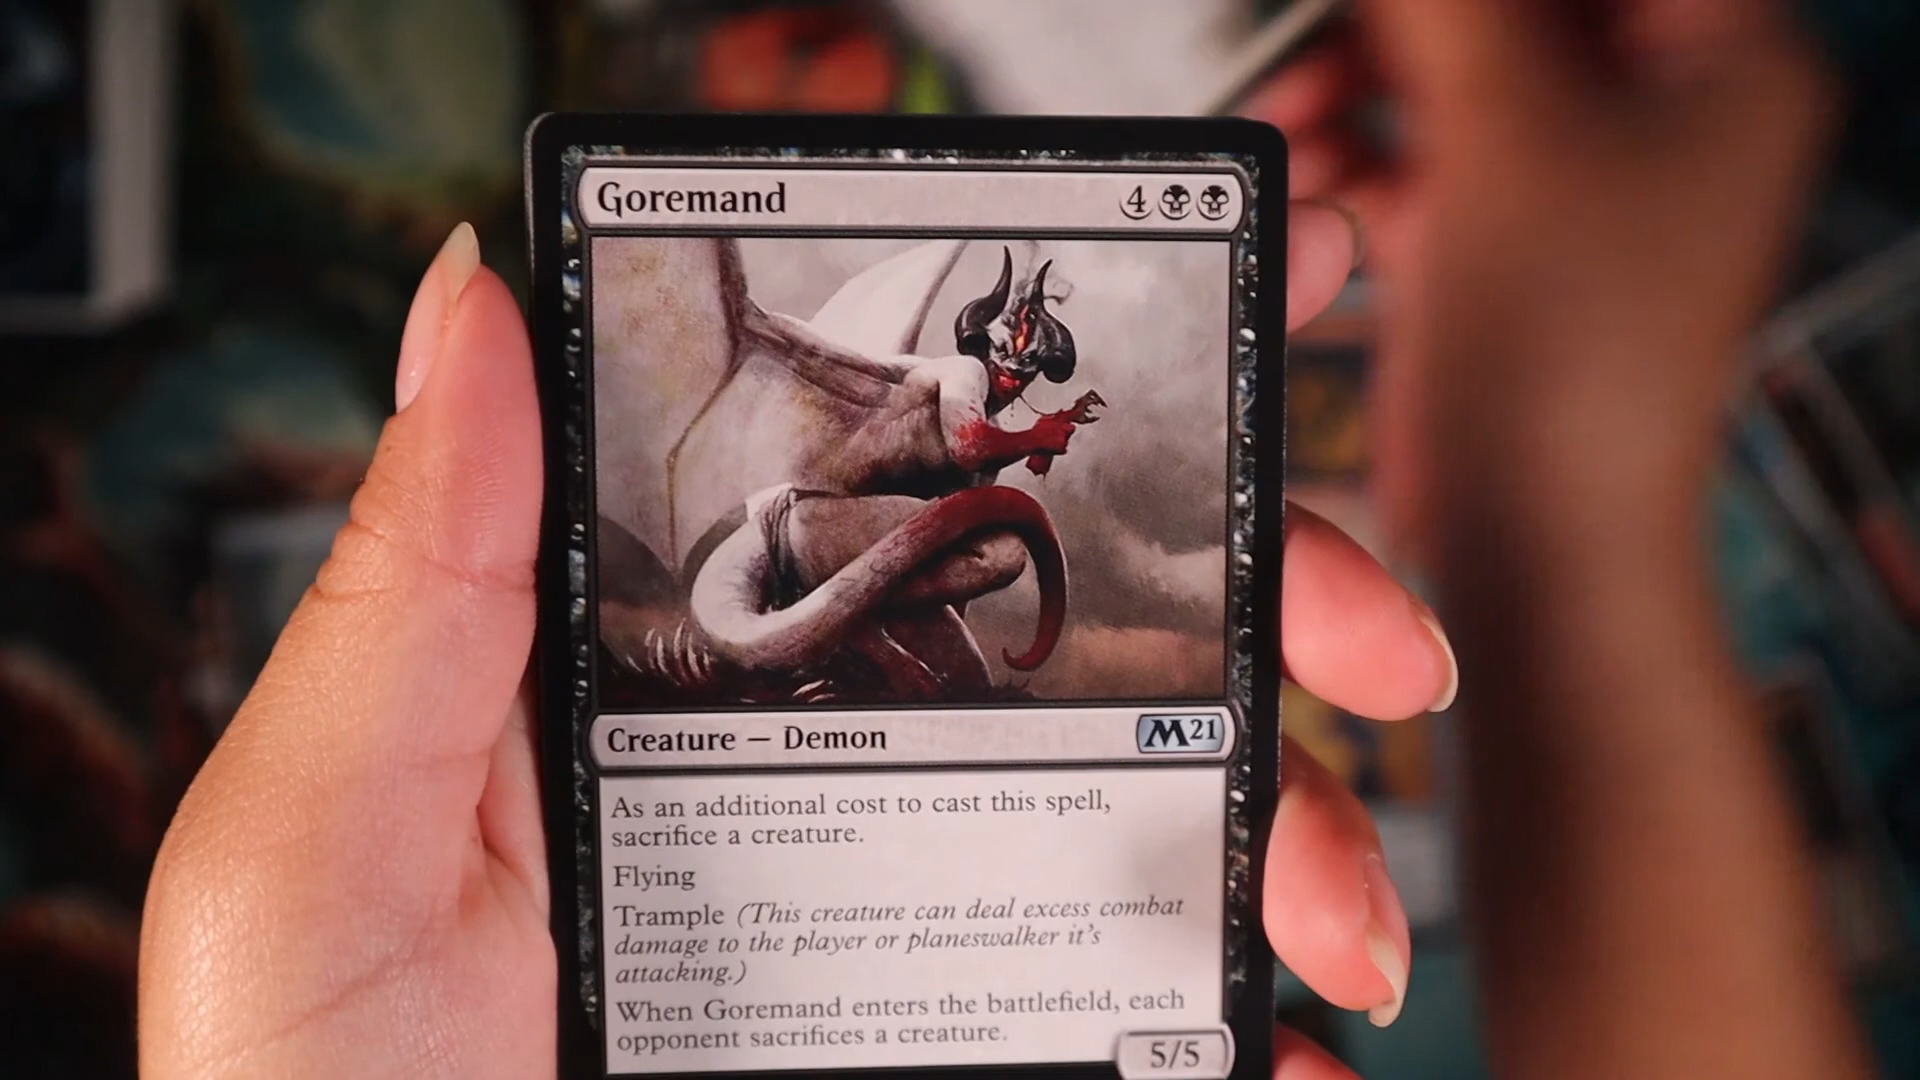 Goremand 4
Creature — Demon M21
As an additional cost to cast this spell,
sacrifice a creature.
Flying
Trample (This creature can deal excess combat
damage to the player or planeswalker it's
attacking.)
When Goremand enters the battlefield, each
opponent sacrifices a creature.
5/5